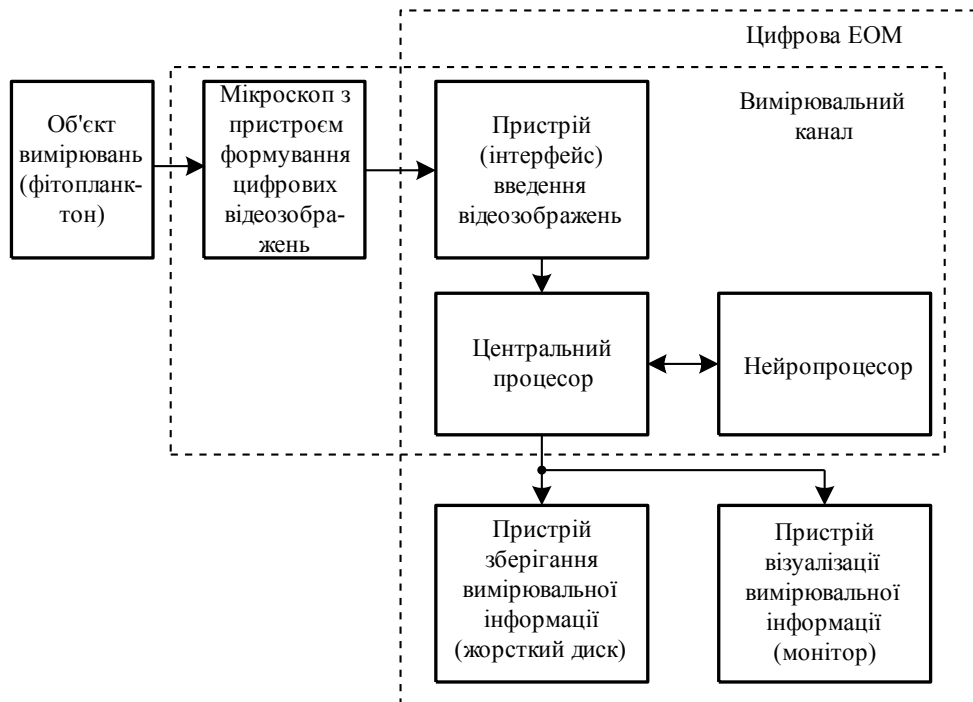 Цифрова ЕОМ
Вимірювальний
канал
Об'єкт
вимірювань
(фітопланк-
тон)
Мікроскоп з
пристроєм
формування
цифрових
відеозобра-
жень
Пристрій
(інтерфейс)
введення
відеозображень
Центральний
процесор
Нейропроцесор
Пристрій
зберігання
вимірювальної
інформації
(жорсткий диск)
Пристрій
візуалізації
вимірювальної
інформації
(монітор)